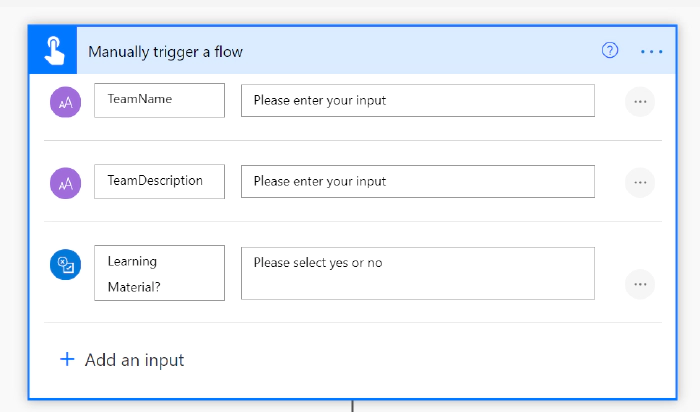 Manually trigger a flow
TeamName
Please enter your input
TeamDescription
Please enter your input
Learning
Material?
Please select yes or no
Add an input